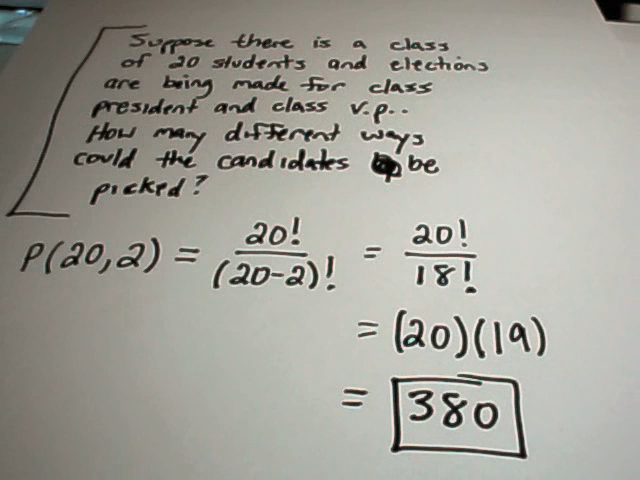 Suppose there is a class
of 20 students and elections
are being made for class
president and class v.p..
How many different ways
could the candidates be
picked?
P(20,2) = 20!/(20-2)! = 20!/18!
= (20)(19)
= 380